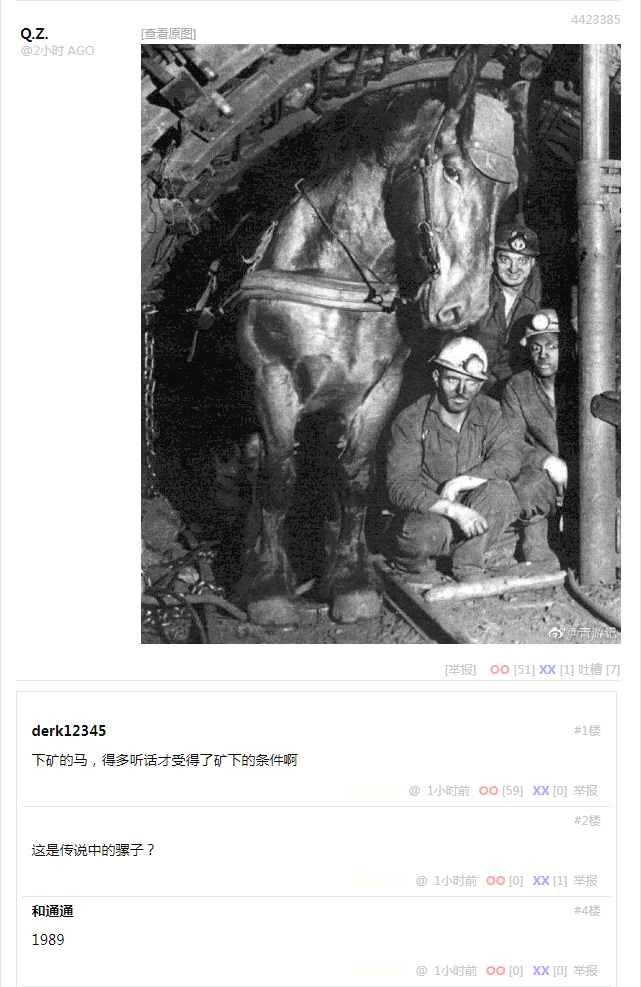 4423385
Q.Z.
@2小时 AGO
[查看原图]
@青游记
[举报] OO [51] XX [1] 吐槽 [7]
derk12345
#1楼
下矿的马，得多听话才受得了矿下的条件啊
@ 1小时前 OO [59] XX [0] 举报
#2楼
这是传说中的骡子？
@ 1小时前 OO [0] XX [1] 举报
和通通
#4楼
1989
@ 1小时前 OO [0] XX [0] 举报